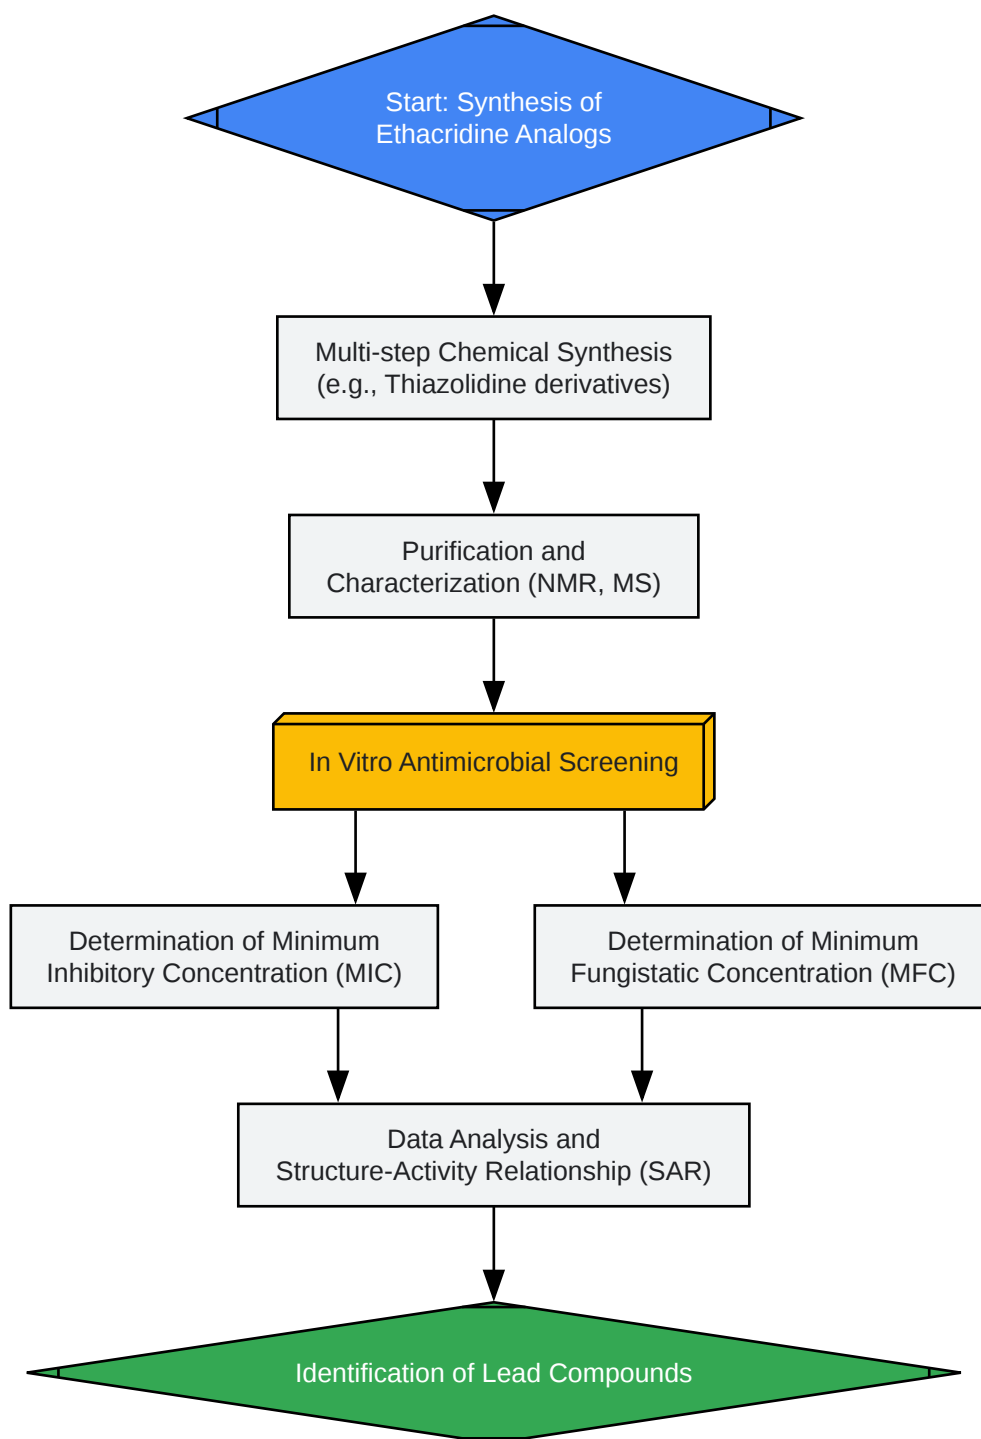 Start: Synthesis of
Ethacridine Analogs
Multi-step Chemical Synthesis
(e.g., Thiazolidine derivatives)
Purification and
Characterization (NMR, MS)
In Vitro Antimicrobial Screening
Determination of Minimum
Inhibitory Concentration (MIC)
Determination of Minimum
Fungistatic Concentration (MFC)
Data Analysis and
Structure-Activity Relationship (SAR)
Identification of Lead Compounds